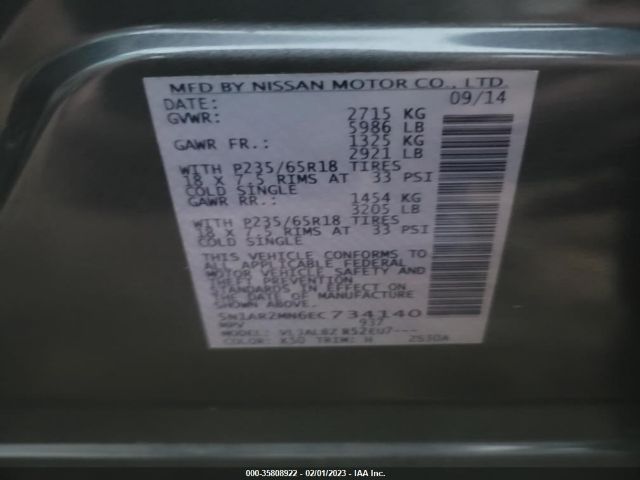 MFD BY NISSAN MOTOR CO., LTD.
DATE: 09/14
GVWR: 2715 KG
5986 LB
GAWR FR.: 1325 KG
2921 LB
WITH P235/65R18 TIRES
18 X 7.5 RIMS AT 33 PSI
COLD SINGLE
GAWR RR.: 1454 KG
3205 LB
WITH P235/65R18 TIRES
18 X 7.5 RIMS AT 33 PSI
COLD SINGLE
THIS VEHICLE CONFORMS TO
ALL APPLICABLE FEDERAL
MOTOR VEHICLE SAFETY AND
THEFT PREVENTION
STANDARDS IN EFFECT ON
THE DATE OF MANUFACTURE
SHOWN ABOVE.
5N1AR2MN6EC734140
MPV 937
MODEL: R52EU7---
COLOR: K50 TRIM: H 2530A
000-35808922 - 02/01/2023 - IAA Inc.